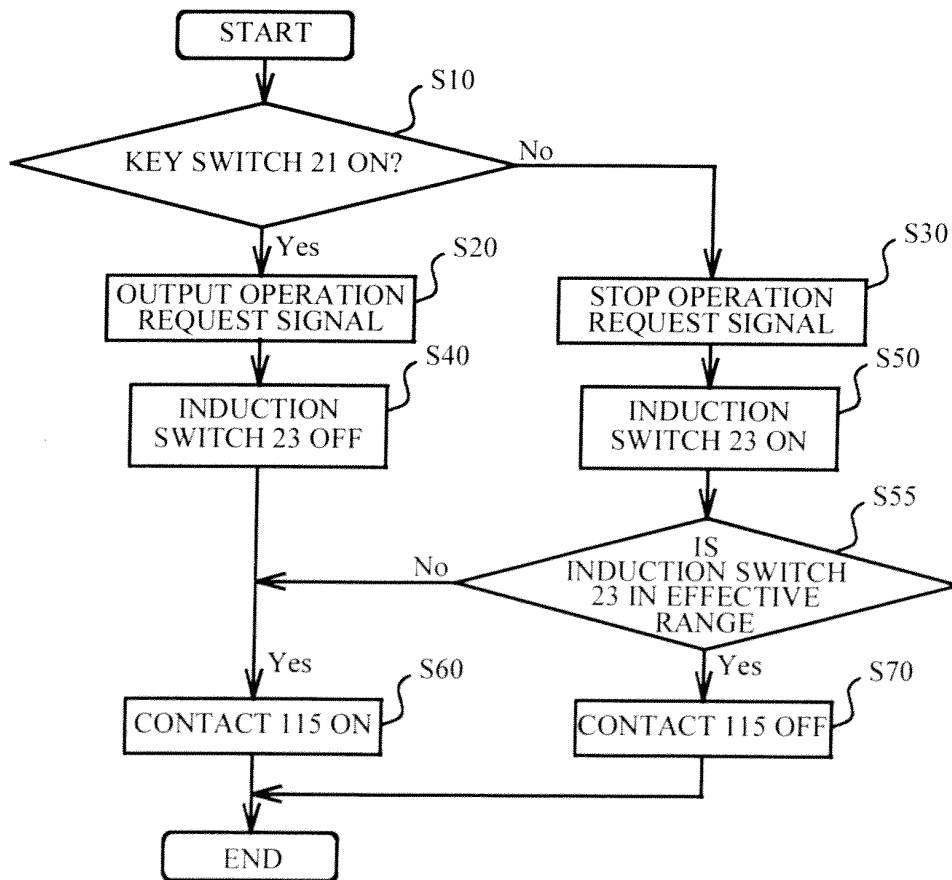 START
S10
KEY SWITCH 21 ON?
No
Yes
S20
S30
OUTPUT OPERATION
REQUEST SIGNAL
STOP OPERATION
REQUEST SIGNAL
S40
S50
INDUCTION
SWITCH 23 OFF
INDUCTION
SWITCH 23 ON
S55
IS
INDUCTION SWITCH
23 IN EFFECTIVE
RANGE
No
Yes
Yes
S60
S70
CONTACT 115 ON
CONTACT 115 OFF
END